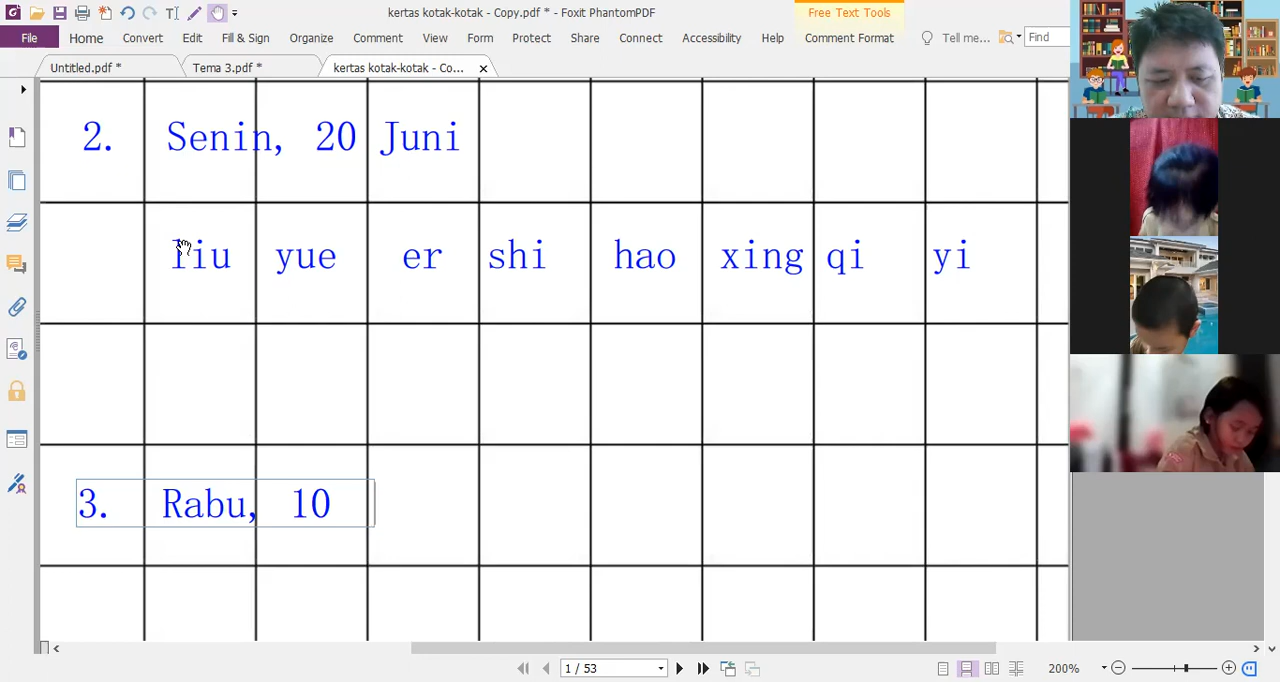 kertas kotak-kotak - Copy.pdf * - Foxit PhantomPDF
Free Text Tools
File Home Convert Edit Fill & Sign Organize Comment View Form Protect Share Connect Accessibility Help Comment Format Tell me... Find
Untitled.pdf * Tema 3.pdf * kertas kotak-kotak - Co...
2. Senin, 20 Juni
liu yue er shi hao xing qi yi
3. Rabu, 10
1 / 53
200%